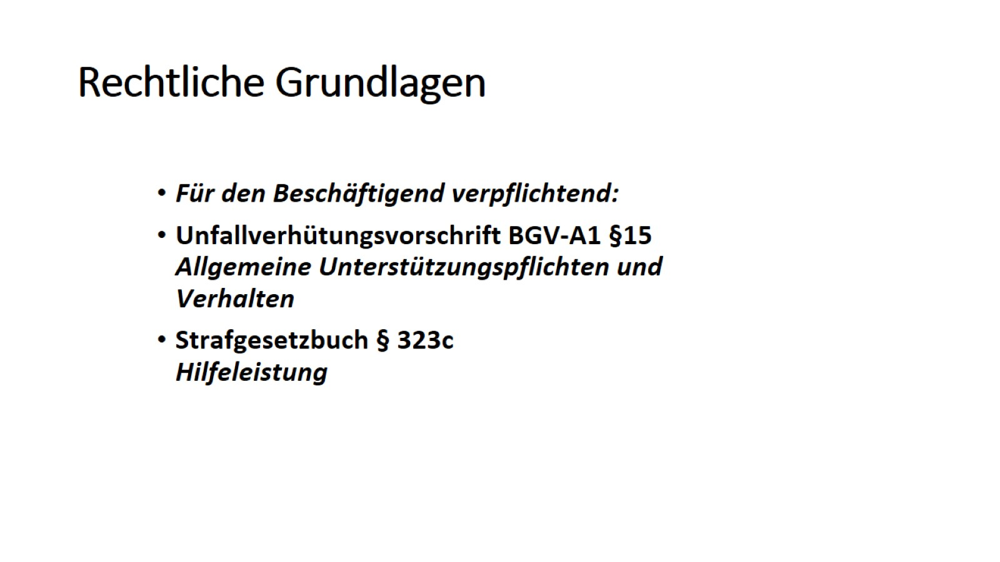 Rechtliche Grundlagen
• Für den Beschäftigend verpflichtend:
• Unfallverhütungsvorschrift BGV-A1 §15
Allgemeine Unterstützungspflichten und
Verhalten
• Strafgesetzbuch § 323c
Hilfeleistung